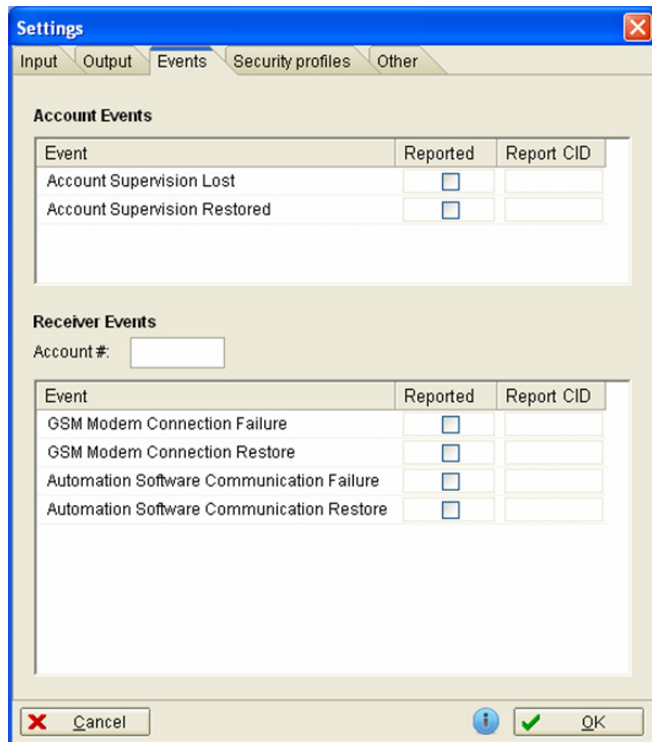 Settings
Input Output Events Security profiles Other
Account Events
Event Reported Report CID
Account Supervision Lost
Account Supervision Restored
Receiver Events
Account #:
Event Reported Report CID
GSM Modem Connection Failure
GSM Modem Connection Restore
Automation Software Communication Failure
Automation Software Communication Restore
Cancel i OK